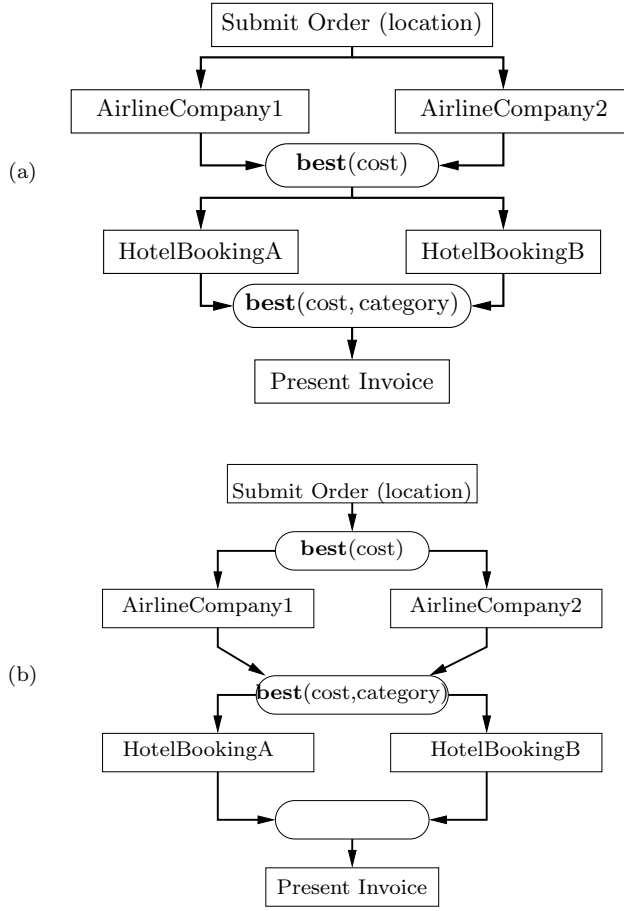 Submit Order (location)
AirlineCompany1 AirlineCompany2
(a)
best(cost)
HotelBookingA HotelBookingB
best(cost, category)
Present Invoice
Submit Order (location)
best(cost)
AirlineCompany1 AirlineCompany2
(b)
best(cost,category)
HotelBookingA HotelBookingB
Present Invoice